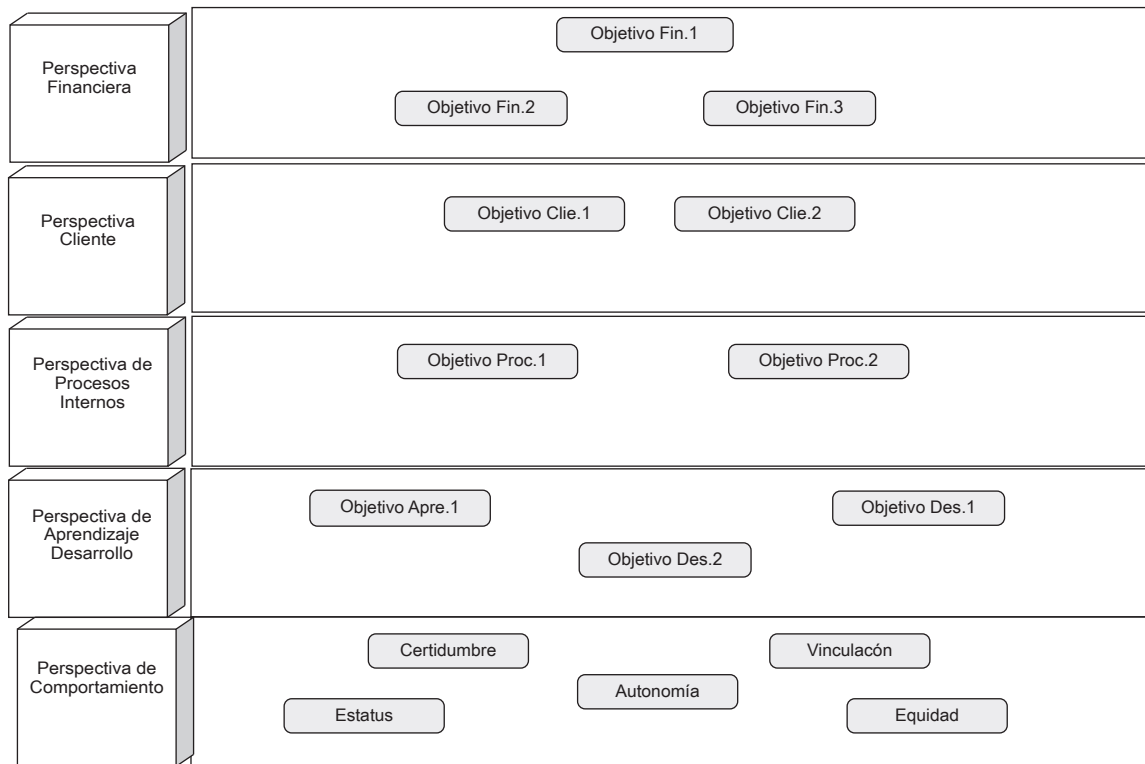 Perspectiva
Financiera
Objetivo Fin.1
Objetivo Fin.2
Objetivo Fin.3
Perspectiva
Cliente
Objetivo Clie.1
Objetivo Clie.2
Perspectiva de
Procesos
Internos
Objetivo Proc.1
Objetivo Proc.2
Perspectiva de
Aprendizaje
Desarrollo
Objetivo Apre.1
Objetivo Des.1
Objetivo Des.2
Perspectiva de
Comportamiento
Certidumbre
Vinculacón
Autonomía
Estatus
Equidad